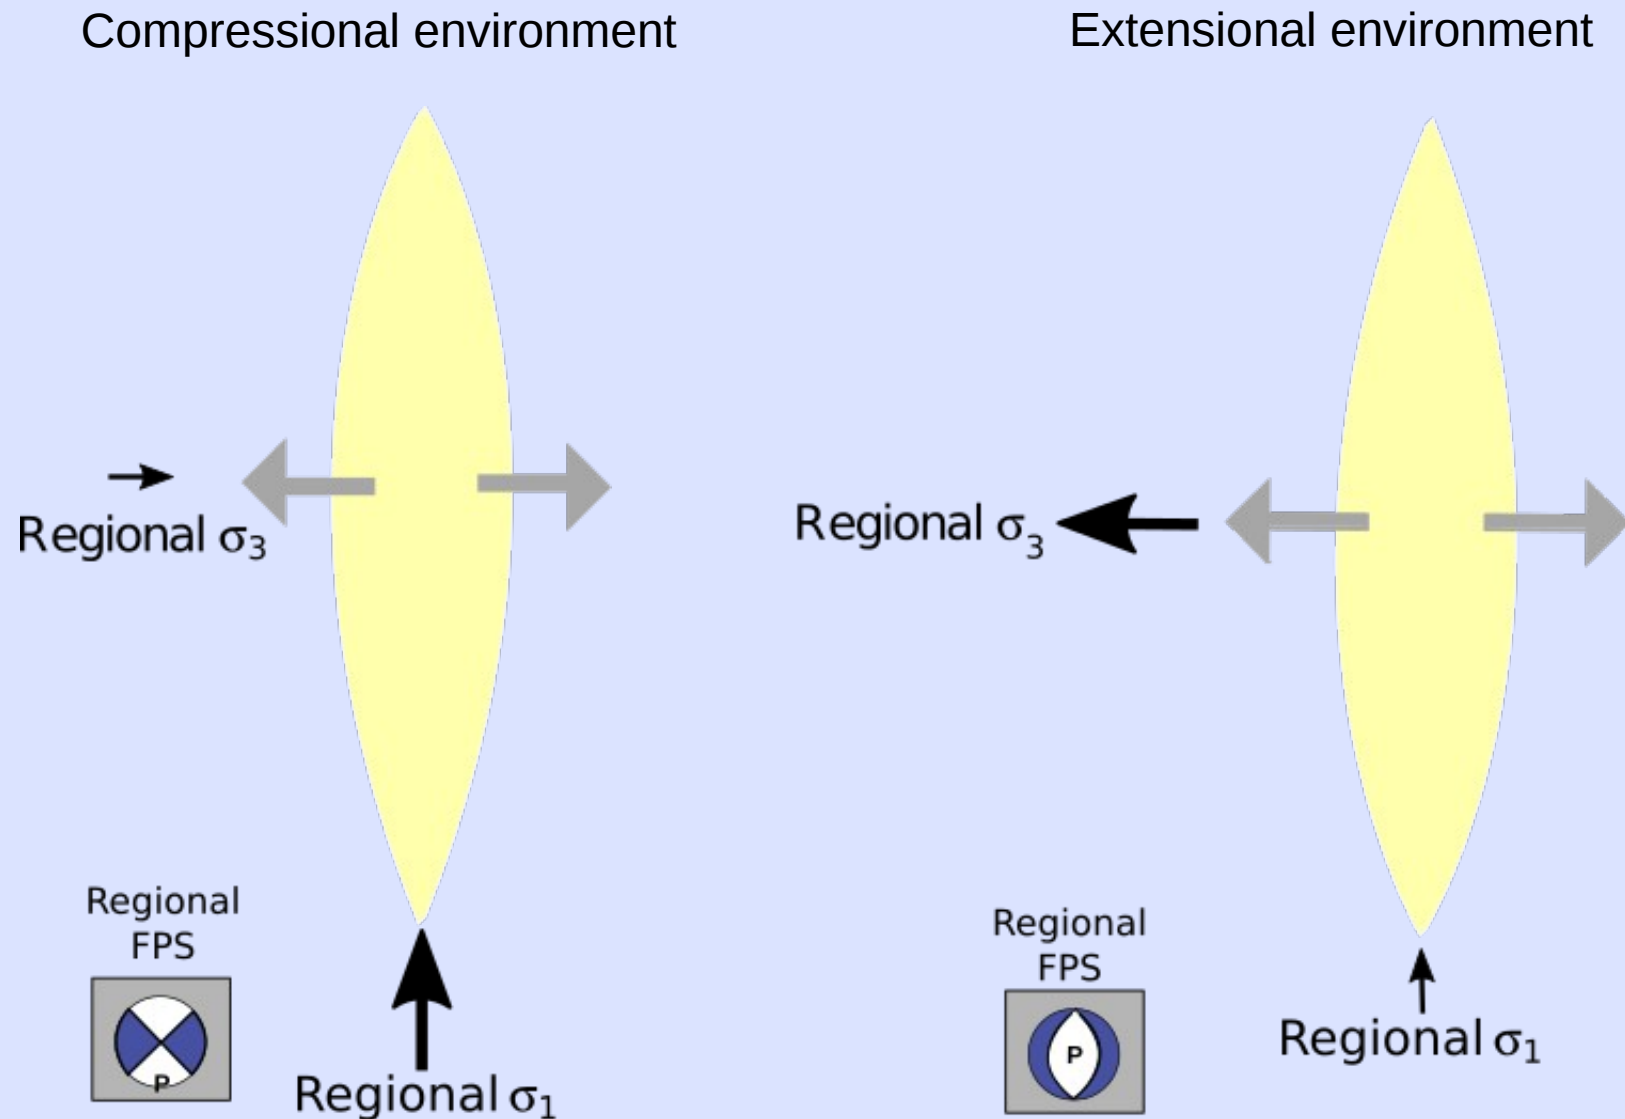 Compressional environment
Extensional environment
Regional σ3
Regional σ3
Regional
FPS
P
Regional σ1
Regional
FPS
P
Regional σ1